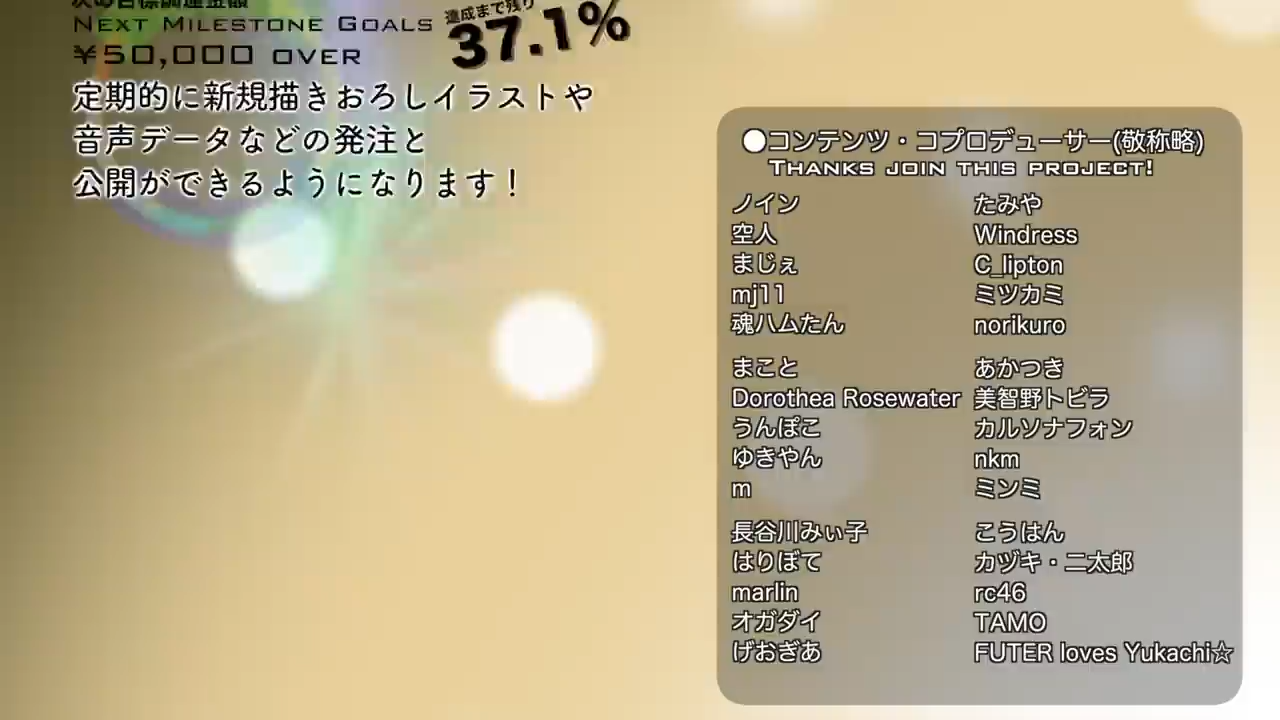 NEXT MILESTONE GOALS
達成まで残り
37.1%
¥50,000 OVER
定期的に新規描きおろしイラストや
音声データなどの発注と
公開ができるようになります！
●コンテンツ・コプロデューサー(敬称略)
THANKS JOIN THIS PROJECT!
ノイン
空人
まじぇ
mj11
魂ハムたん
まこと
Dorothea Rosewater
うんぽこ
ゆきやん
m
長谷川みぃ子
はりぼて
marlin
オガダイ
げおぎあ
たみや
Windress
C_lipton
ミツカミ
norikuro
あかつき
美智野トビラ
カルソナフォン
nkm
ミンミ
こうはん
カヅキ・二太郎
rc46
TAMO
FUTER loves Yukachi☆